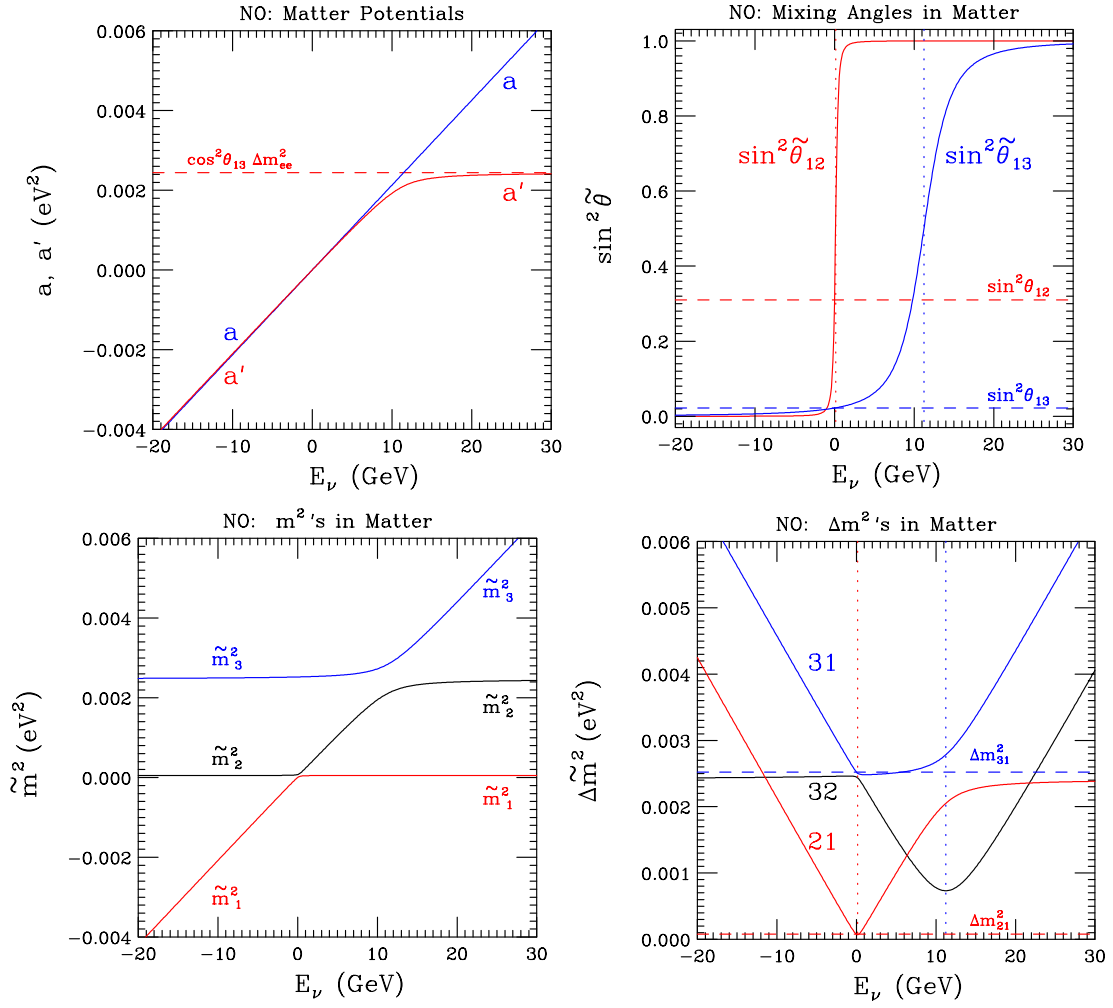 NO: Matter Potentials
a, a′ (eV²)
0.006
0.004
0.002
0.000
−0.002
−0.004
a
cos²θ₁₃ Δm²ₑₑ
a′
a
a′
−20 −10 0 10 20 30
E_ν (GeV)
NO: Mixing Angles in Matter
sin² θ̃
1.0
0.8
0.6
0.4
0.2
0.0
sin²θ̃₁₂
sin²θ̃₁₃
sin²θ₁₂
sin²θ₁₃
−20 −10 0 10 20 30
E_ν (GeV)
NO: m²'s in Matter
m̃² (eV²)
0.006
0.004
0.002
0.000
−0.002
−0.004
m̃²₃
m̃²₃
m̃²₂
m̃²₂
m̃²₁
m̃²₁
−20 −10 0 10 20 30
E_ν (GeV)
NO: Δm²'s in Matter
Δm̃² (eV²)
0.006
0.005
0.004
0.003
0.002
0.001
0.000
31
Δm²₃₁
32
21
Δm²₂₁
−20 −10 0 10 20 30
E_ν (GeV)